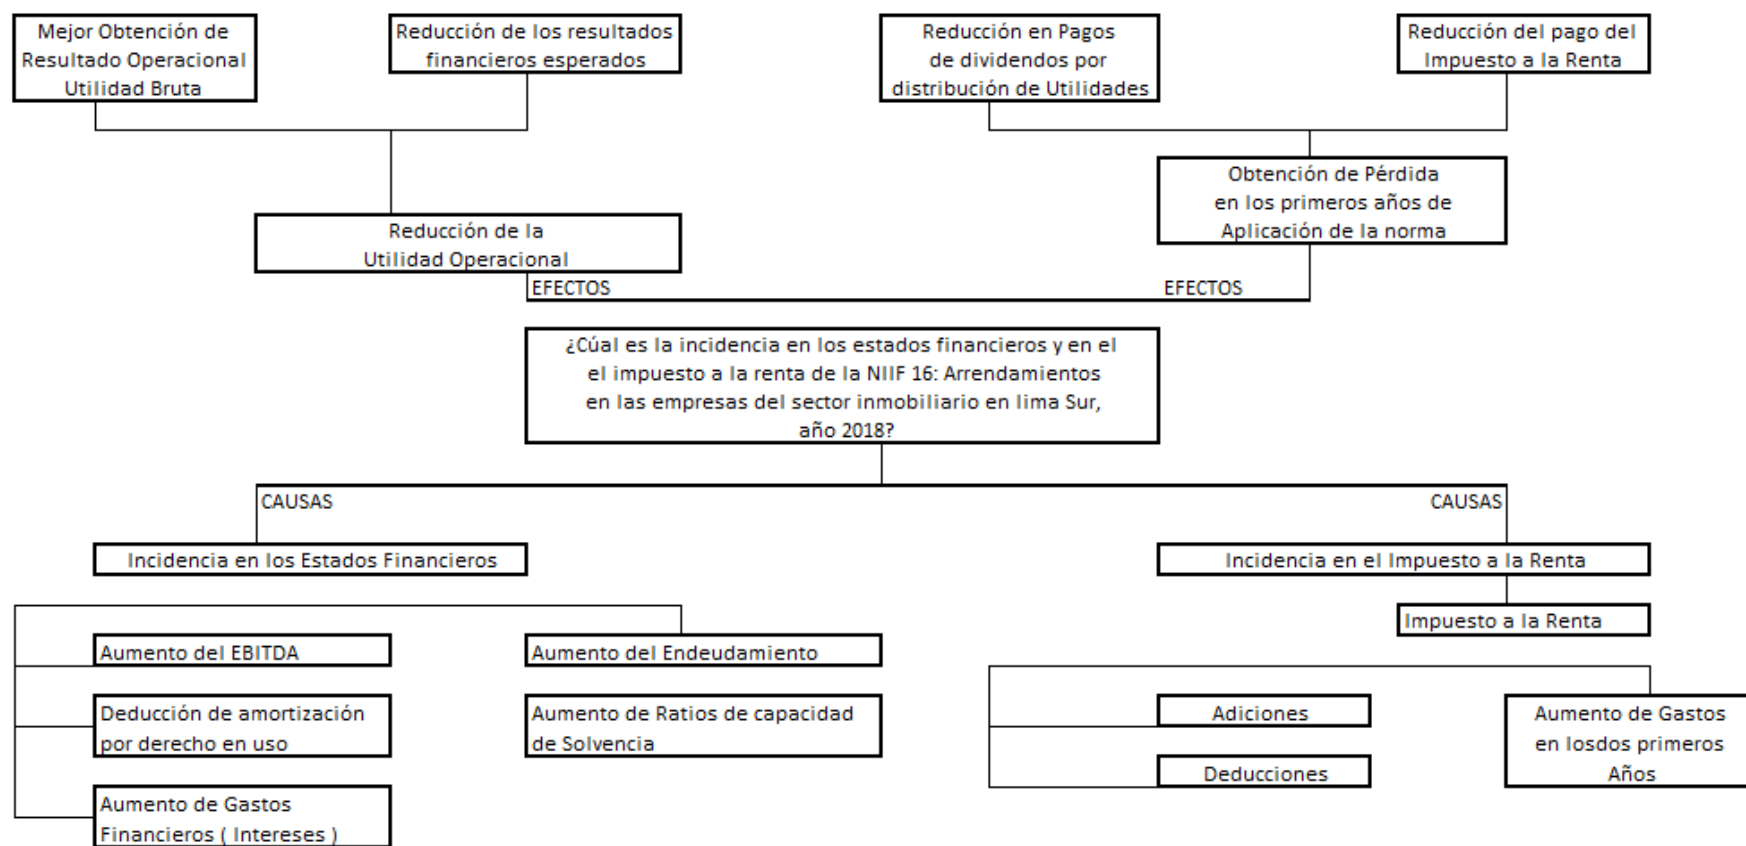 Mejor Obtención de
Resultado Operacional
Utilidad Bruta
Reducción de los resultados
financieros esperados
Reducción en Pagos
de dividendos por
distribución de Utilidades
Reducción del pago del
Impuesto a la Renta
Obtención de Pérdida
en los primeros años de
Aplicación de la norma
Reducción de la
Utilidad Operacional
EFECTOS
EFECTOS
¿Cúal es la incidencia en los estados financieros y en el
el impuesto a la renta de la NIIF 16: Arrendamientos
en las empresas del sector inmobiliario en lima Sur,
año 2018?
CAUSAS
CAUSAS
Incidencia en los Estados Financieros
Incidencia en el Impuesto a la Renta
Impuesto a la Renta
Aumento del EBITDA
Aumento del Endeudamiento
Deducción de amortización
por derecho en uso
Aumento de Ratios de capacidad
de Solvencia
Adiciones
Aumento de Gastos
en losdos primeros
Años
Deducciones
Aumento de Gastos
Financieros ( Intereses )